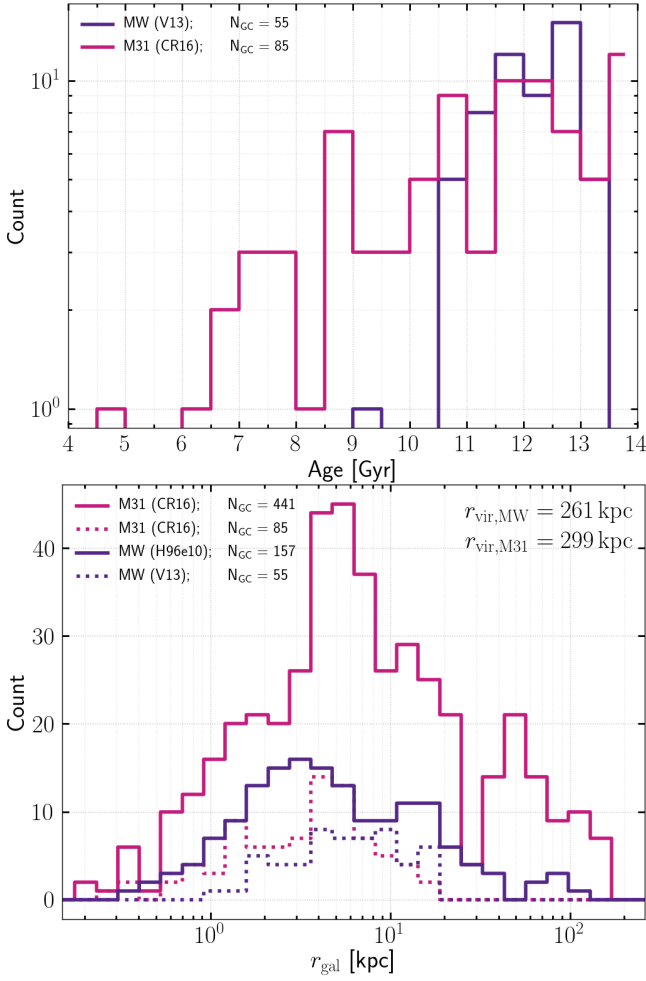 MW (V13); N_GC = 55
M31 (CR16); N_GC = 85
Count
10^1
10^0
4 5 6 7 8 9 10 11 12 13 14
Age [Gyr]
M31 (CR16); N_GC = 441
M31 (CR16); N_GC = 85
MW (H96e10); N_GC = 157
MW (V13); N_GC = 55
r_vir,MW = 261 kpc
r_vir,M31 = 299 kpc
Count
40
30
20
10
0
10^0 10^1 10^2
r_gal [kpc]